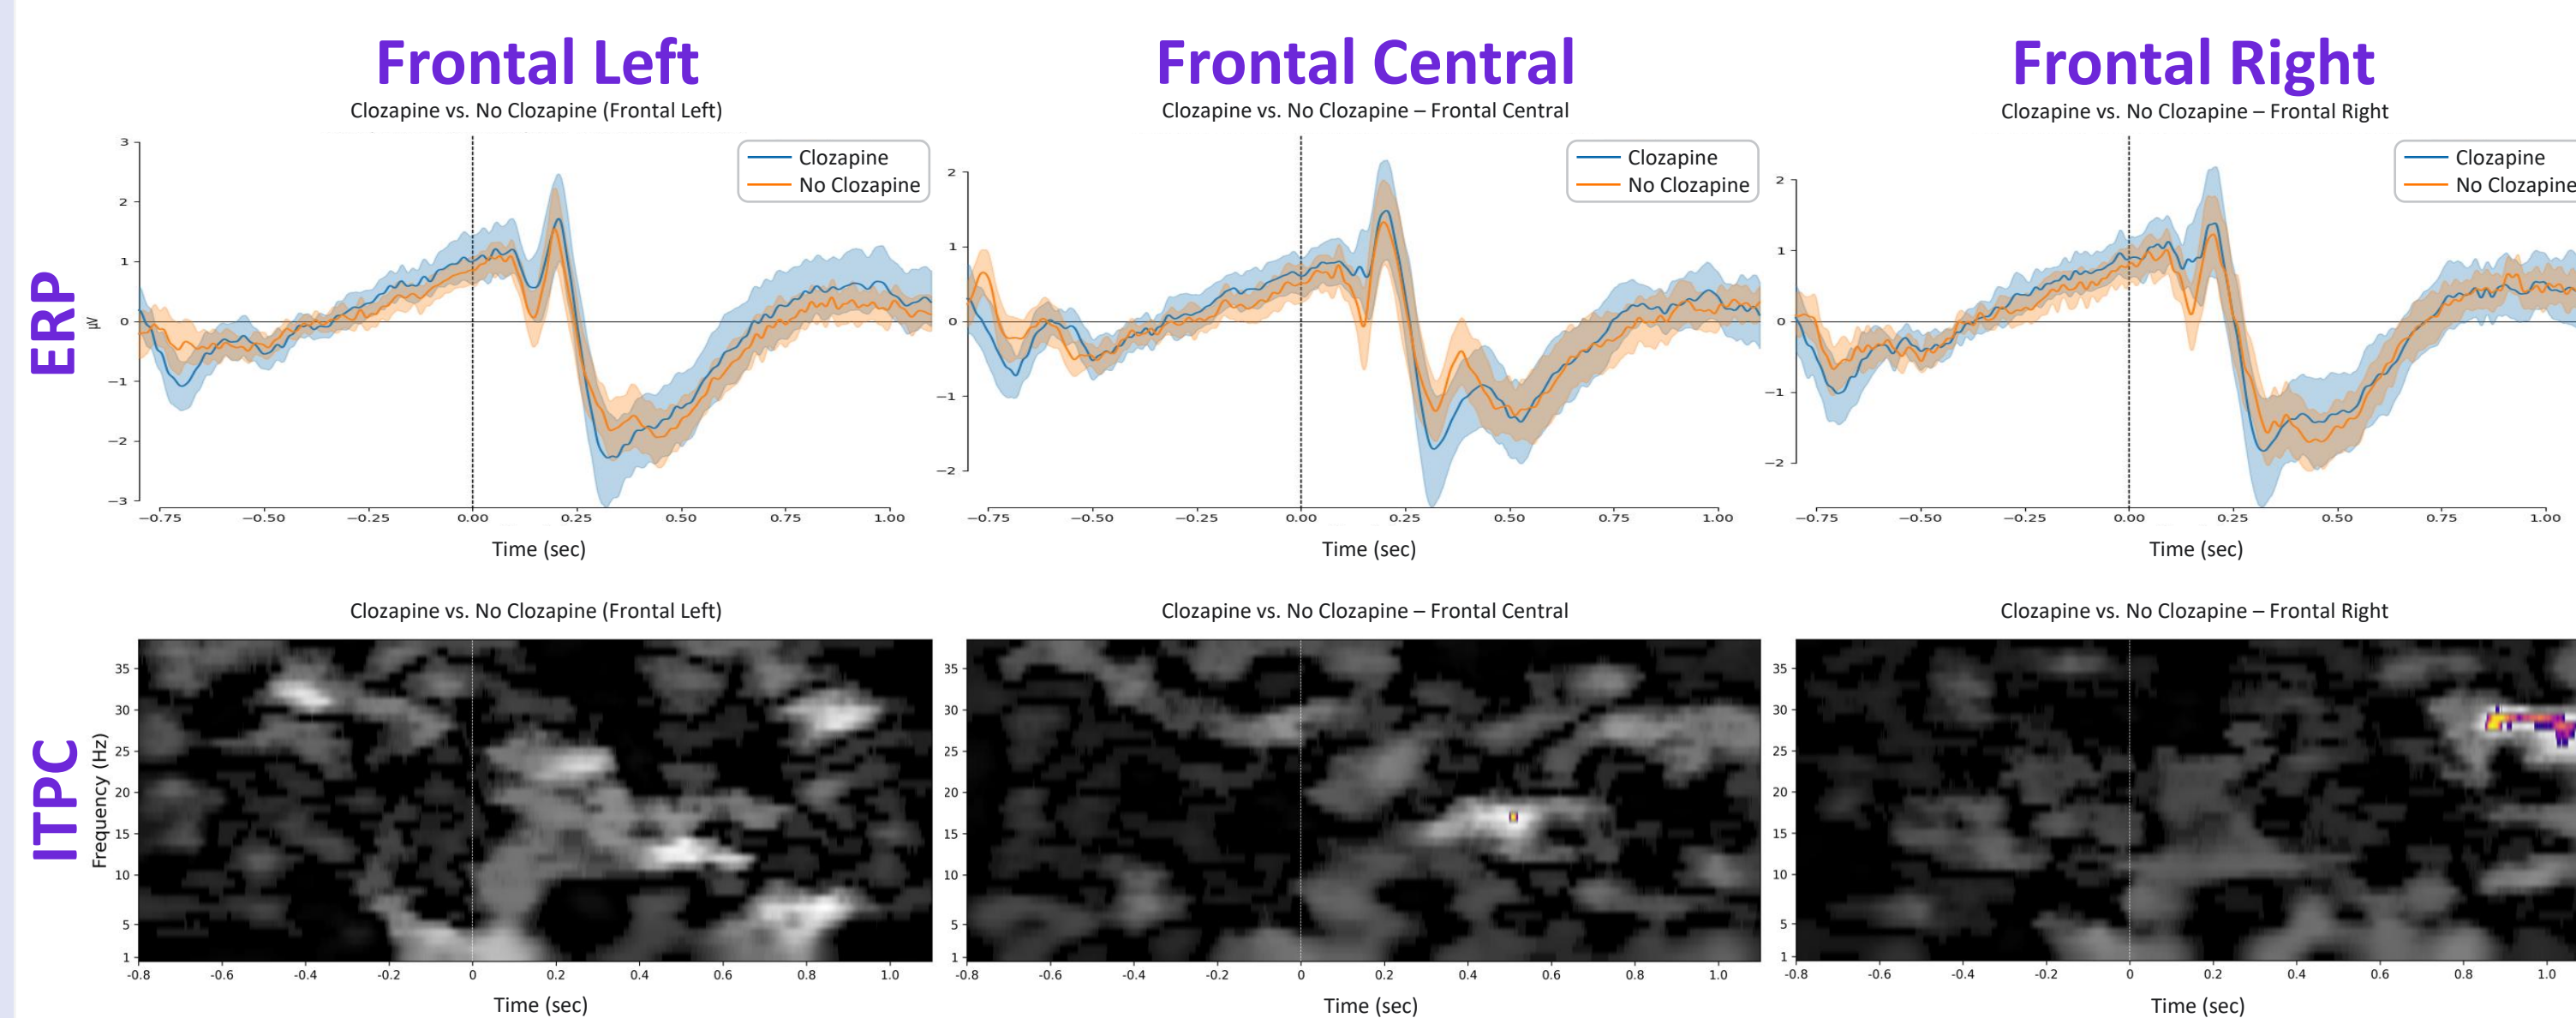 Frontal Left
Frontal Central
Frontal Right
Clozapine vs. No Clozapine (Frontal Left)
Clozapine vs. No Clozapine – Frontal Central
Clozapine vs. No Clozapine – Frontal Right
ERP
µV
3
2
1
0
−1
−2
−3
Clozapine
No Clozapine
−0.75 −0.50 −0.25 0.00 0.25 0.50 0.75 1.00
Time (sec)
2
1
0
−1
−2
Clozapine
No Clozapine
−0.75 −0.50 −0.25 0.00 0.25 0.50 0.75 1.00
Time (sec)
2
1
0
−1
−2
Clozapine
No Clozapine
−0.75 −0.50 −0.25 0.00 0.25 0.50 0.75 1.00
Time (sec)
Clozapine vs. No Clozapine (Frontal Left)
Clozapine vs. No Clozapine – Frontal Central
Clozapine vs. No Clozapine – Frontal Right
ITPC
Frequency (Hz)
35
30
25
20
15
10
5
1
-0.8 -0.6 -0.4 -0.2 0 0.2 0.4 0.6 0.8 1.0
Time (sec)
35
30
25
20
15
10
5
1
-0.8 -0.6 -0.4 -0.2 0 0.2 0.4 0.6 0.8 1.0
Time (sec)
35
30
25
20
15
10
5
1
-0.8 -0.6 -0.4 -0.2 0 0.2 0.4 0.6 0.8 1.0
Time (sec)